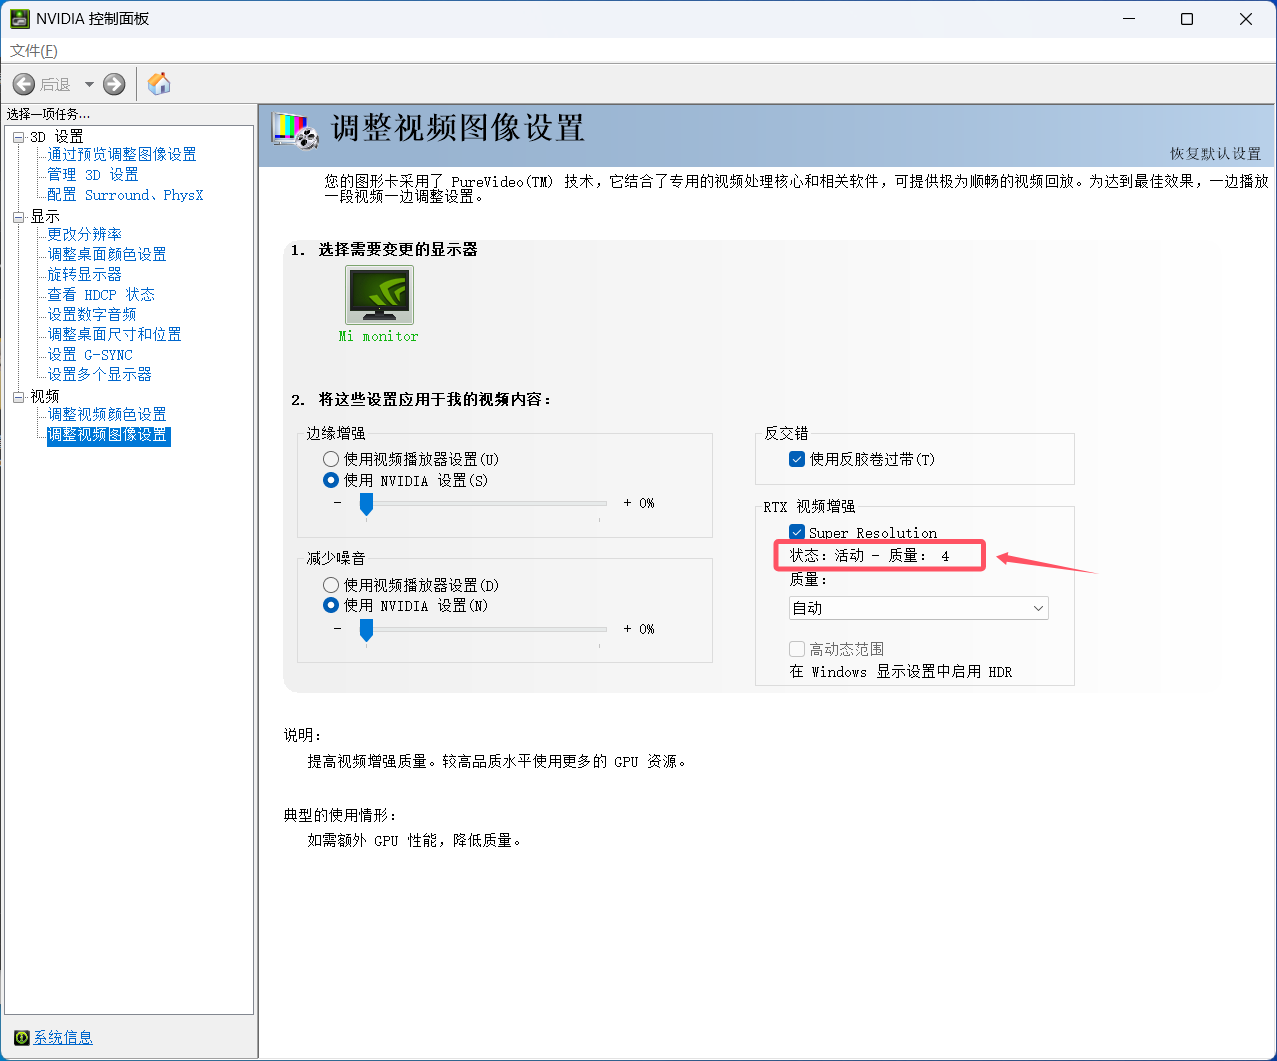 NVIDIA 控制面板
文件(F)
后退
选择一项任务...
3D 设置
通过预览调整图像设置
管理 3D 设置
配置 Surround、PhysX
显示
更改分辨率
调整桌面颜色设置
旋转显示器
查看 HDCP 状态
设置数字音频
调整桌面尺寸和位置
设置 G-SYNC
设置多个显示器
视频
调整视频颜色设置
调整视频图像设置
系统信息
调整视频图像设置
恢复默认设置
您的图形卡采用了 PureVideo(TM) 技术，它结合了专用的视频处理核心和相关软件，可提供极为顺畅的视频回放。为达到最佳效果，一边播放
一段视频一边调整设置。
1. 选择需要变更的显示器
Mi monitor
2. 将这些设置应用于我的视频内容：
边缘增强
使用视频播放器设置(U)
使用 NVIDIA 设置(S)
- + 0%
减少噪音
使用视频播放器设置(D)
使用 NVIDIA 设置(N)
- + 0%
反交错
使用反胶卷过带(T)
RTX 视频增强
Super Resolution
状态：活动 - 质量： 4
质量：
自动
高动态范围
在 Windows 显示设置中启用 HDR
说明：
提高视频增强质量。较高品质水平使用更多的 GPU 资源。
典型的使用情形：
如需额外 GPU 性能，降低质量。